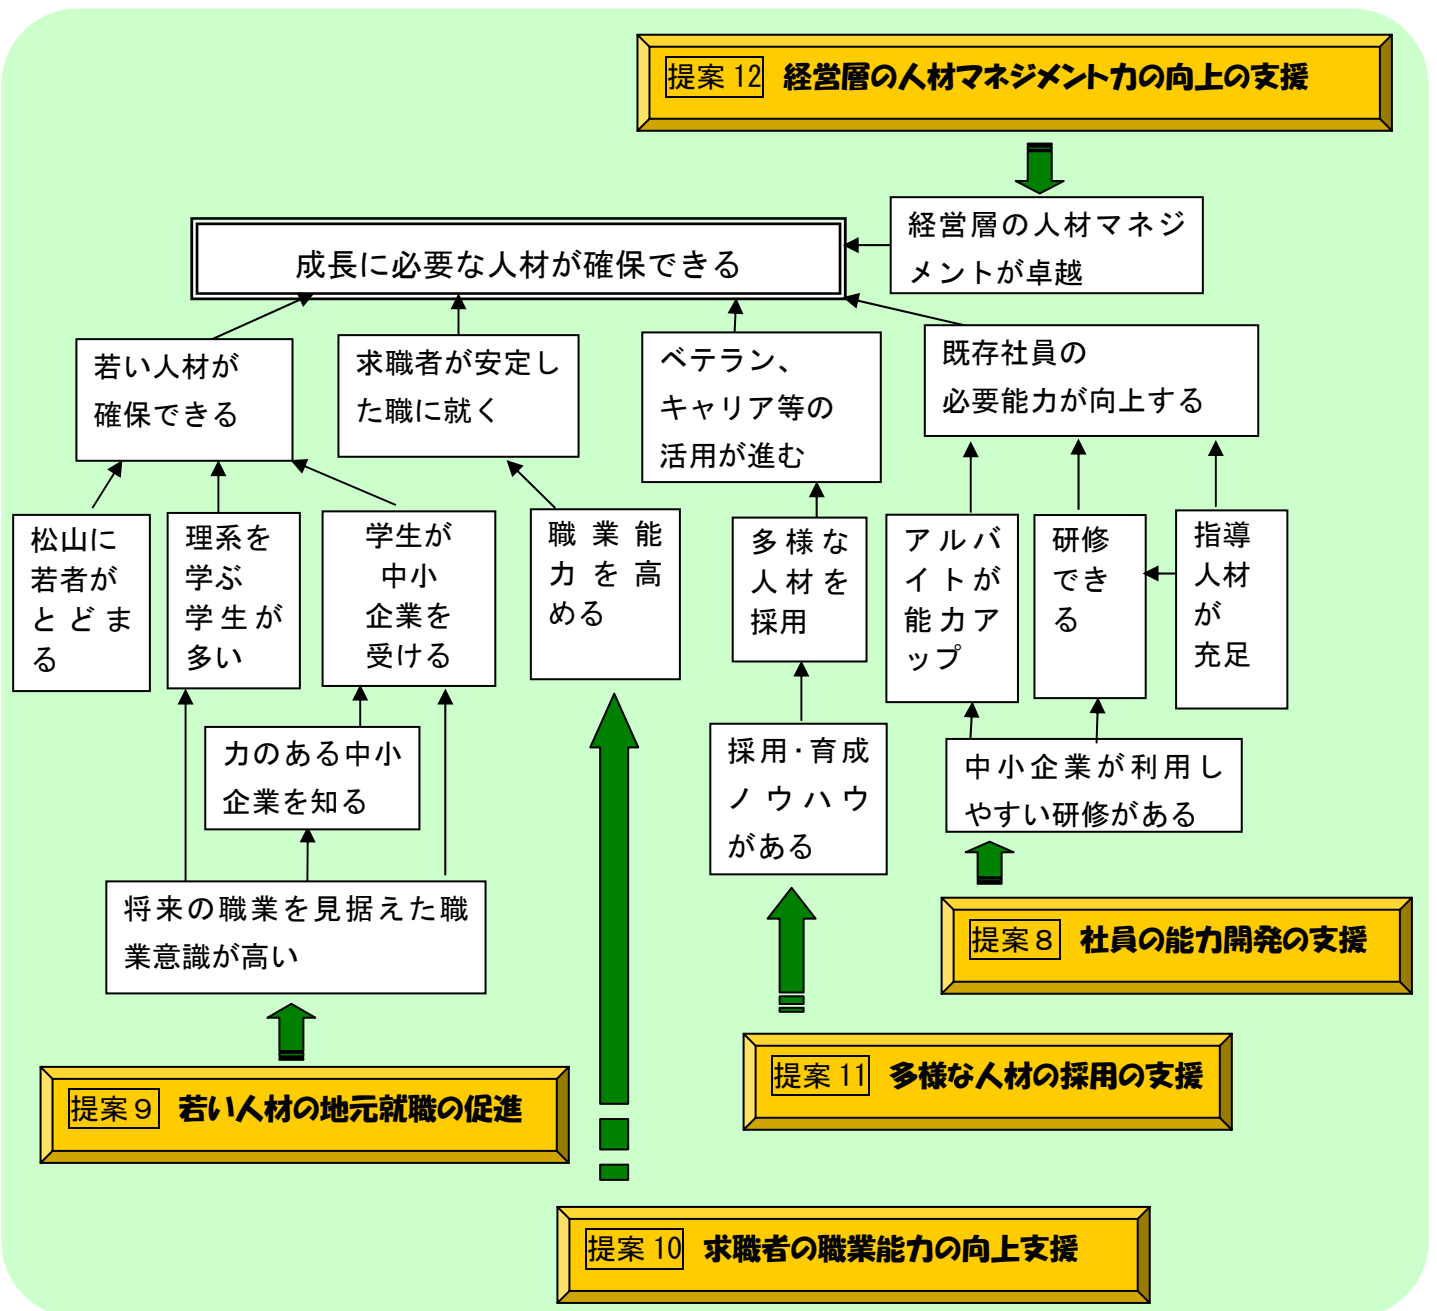 提案12 経営層の人材マネジメント力の向上の支援
経営層の人材マネジ
メントが卓越
成長に必要な人材が確保できる
若い人材が
確保できる
求職者が安定し
た職に就く
ベテラン、
キャリア等の
活用が進む
既存社員の
必要能力が向上する
松山に
若者が
とどま
る
理系を
学ぶ
学生が
多い
学生が
中小
企業を
受ける
職業能
力を高
める
多様な
人材を
採用
アルバ
イトが
能力ア
ップ
研修
でき
る
指導
人材
が
充足
力のある中小
企業を知る
採用・育成
ノウハウ
がある
中小企業が利用し
やすい研修がある
将来の職業を見据えた職
業意識が高い
提案8 社員の能力開発の支援
提案9 若い人材の地元就職の促進
提案11 多様な人材の採用の支援
提案10 求職者の職業能力の向上支援